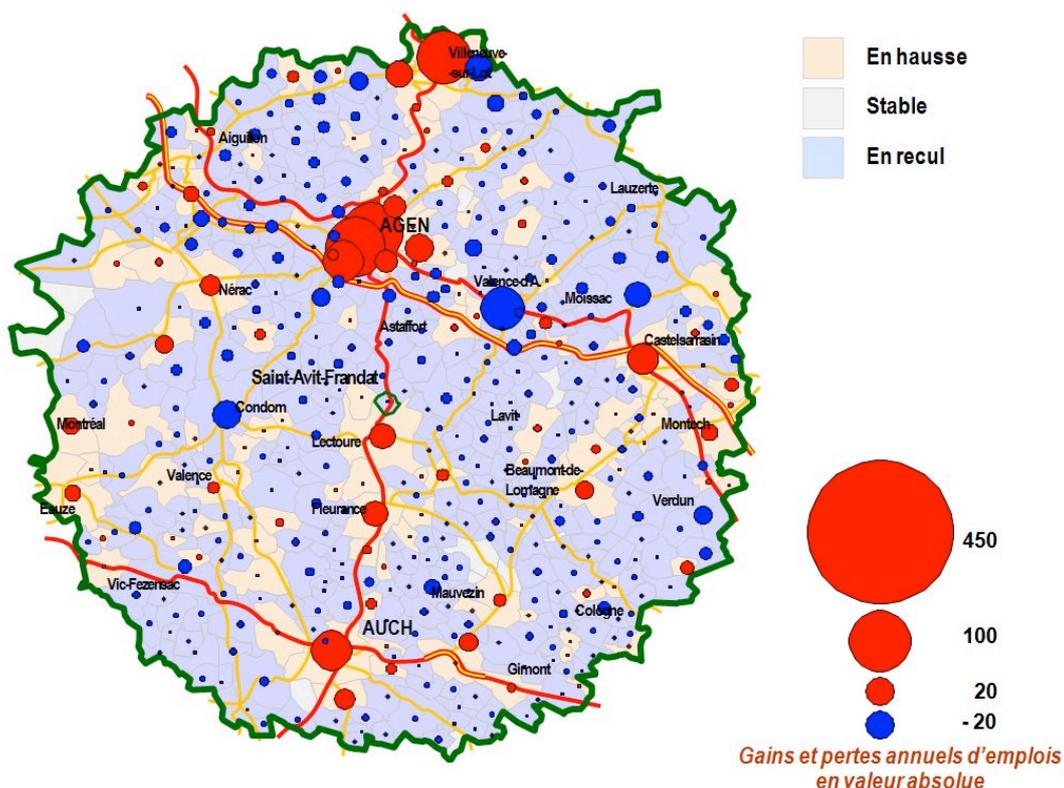 En hausse
Stable
En recul
Villeneuve-
-sur-Lot
Aiguillon
Lauzerte
AGEN
Valence-d'A.
Nérac
Moissac
Astaffort
Castelsarrasin
Saint-Avit-Frandat
Condom
Lavit
Montréal
Montech
Lectoure
Valence
Beaumont-de-
Lomagne
Verdun
Eauze
Fleurance
Vic-Fezensac
Mauvezin
Cologne
AUCH
Gimont
450
100
20
- 20
Gains et pertes annuels d'emplois
en valeur absolue